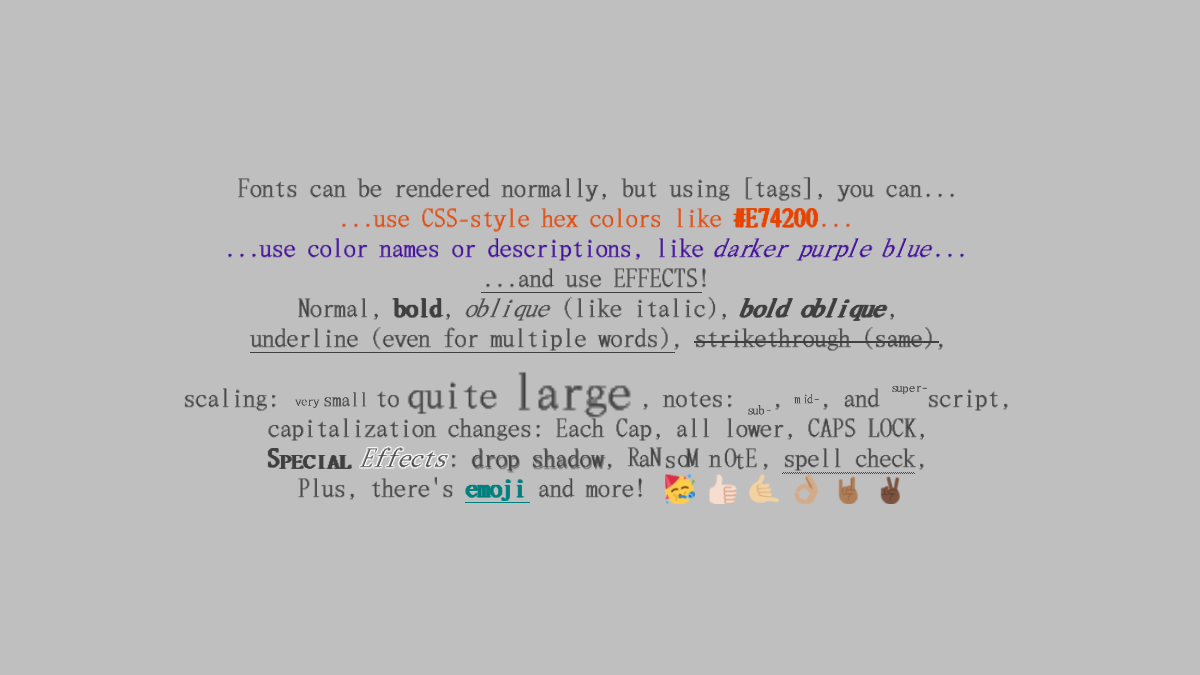 Fonts can be rendered normally, but using [tags], you can...
...use CSS-style hex colors like #E74200...
...use color names or descriptions, like darker purple blue...
...and use EFFECTS!
Normal, bold, oblique (like italic), bold oblique,
underline (even for multiple words), strikethrough (same),
scaling: very small to quite large , notes: sub-, mid-, and super-script,
capitalization changes: Each Cap, all lower, CAPS LOCK,
SPECIAL Effects: drop shadow, RaNsoM nOtE, spell check,
Plus, there's emoji and more! 🥳 👍🏻 🤙🏼 👌🏽 🤘🏾 ✌🏿